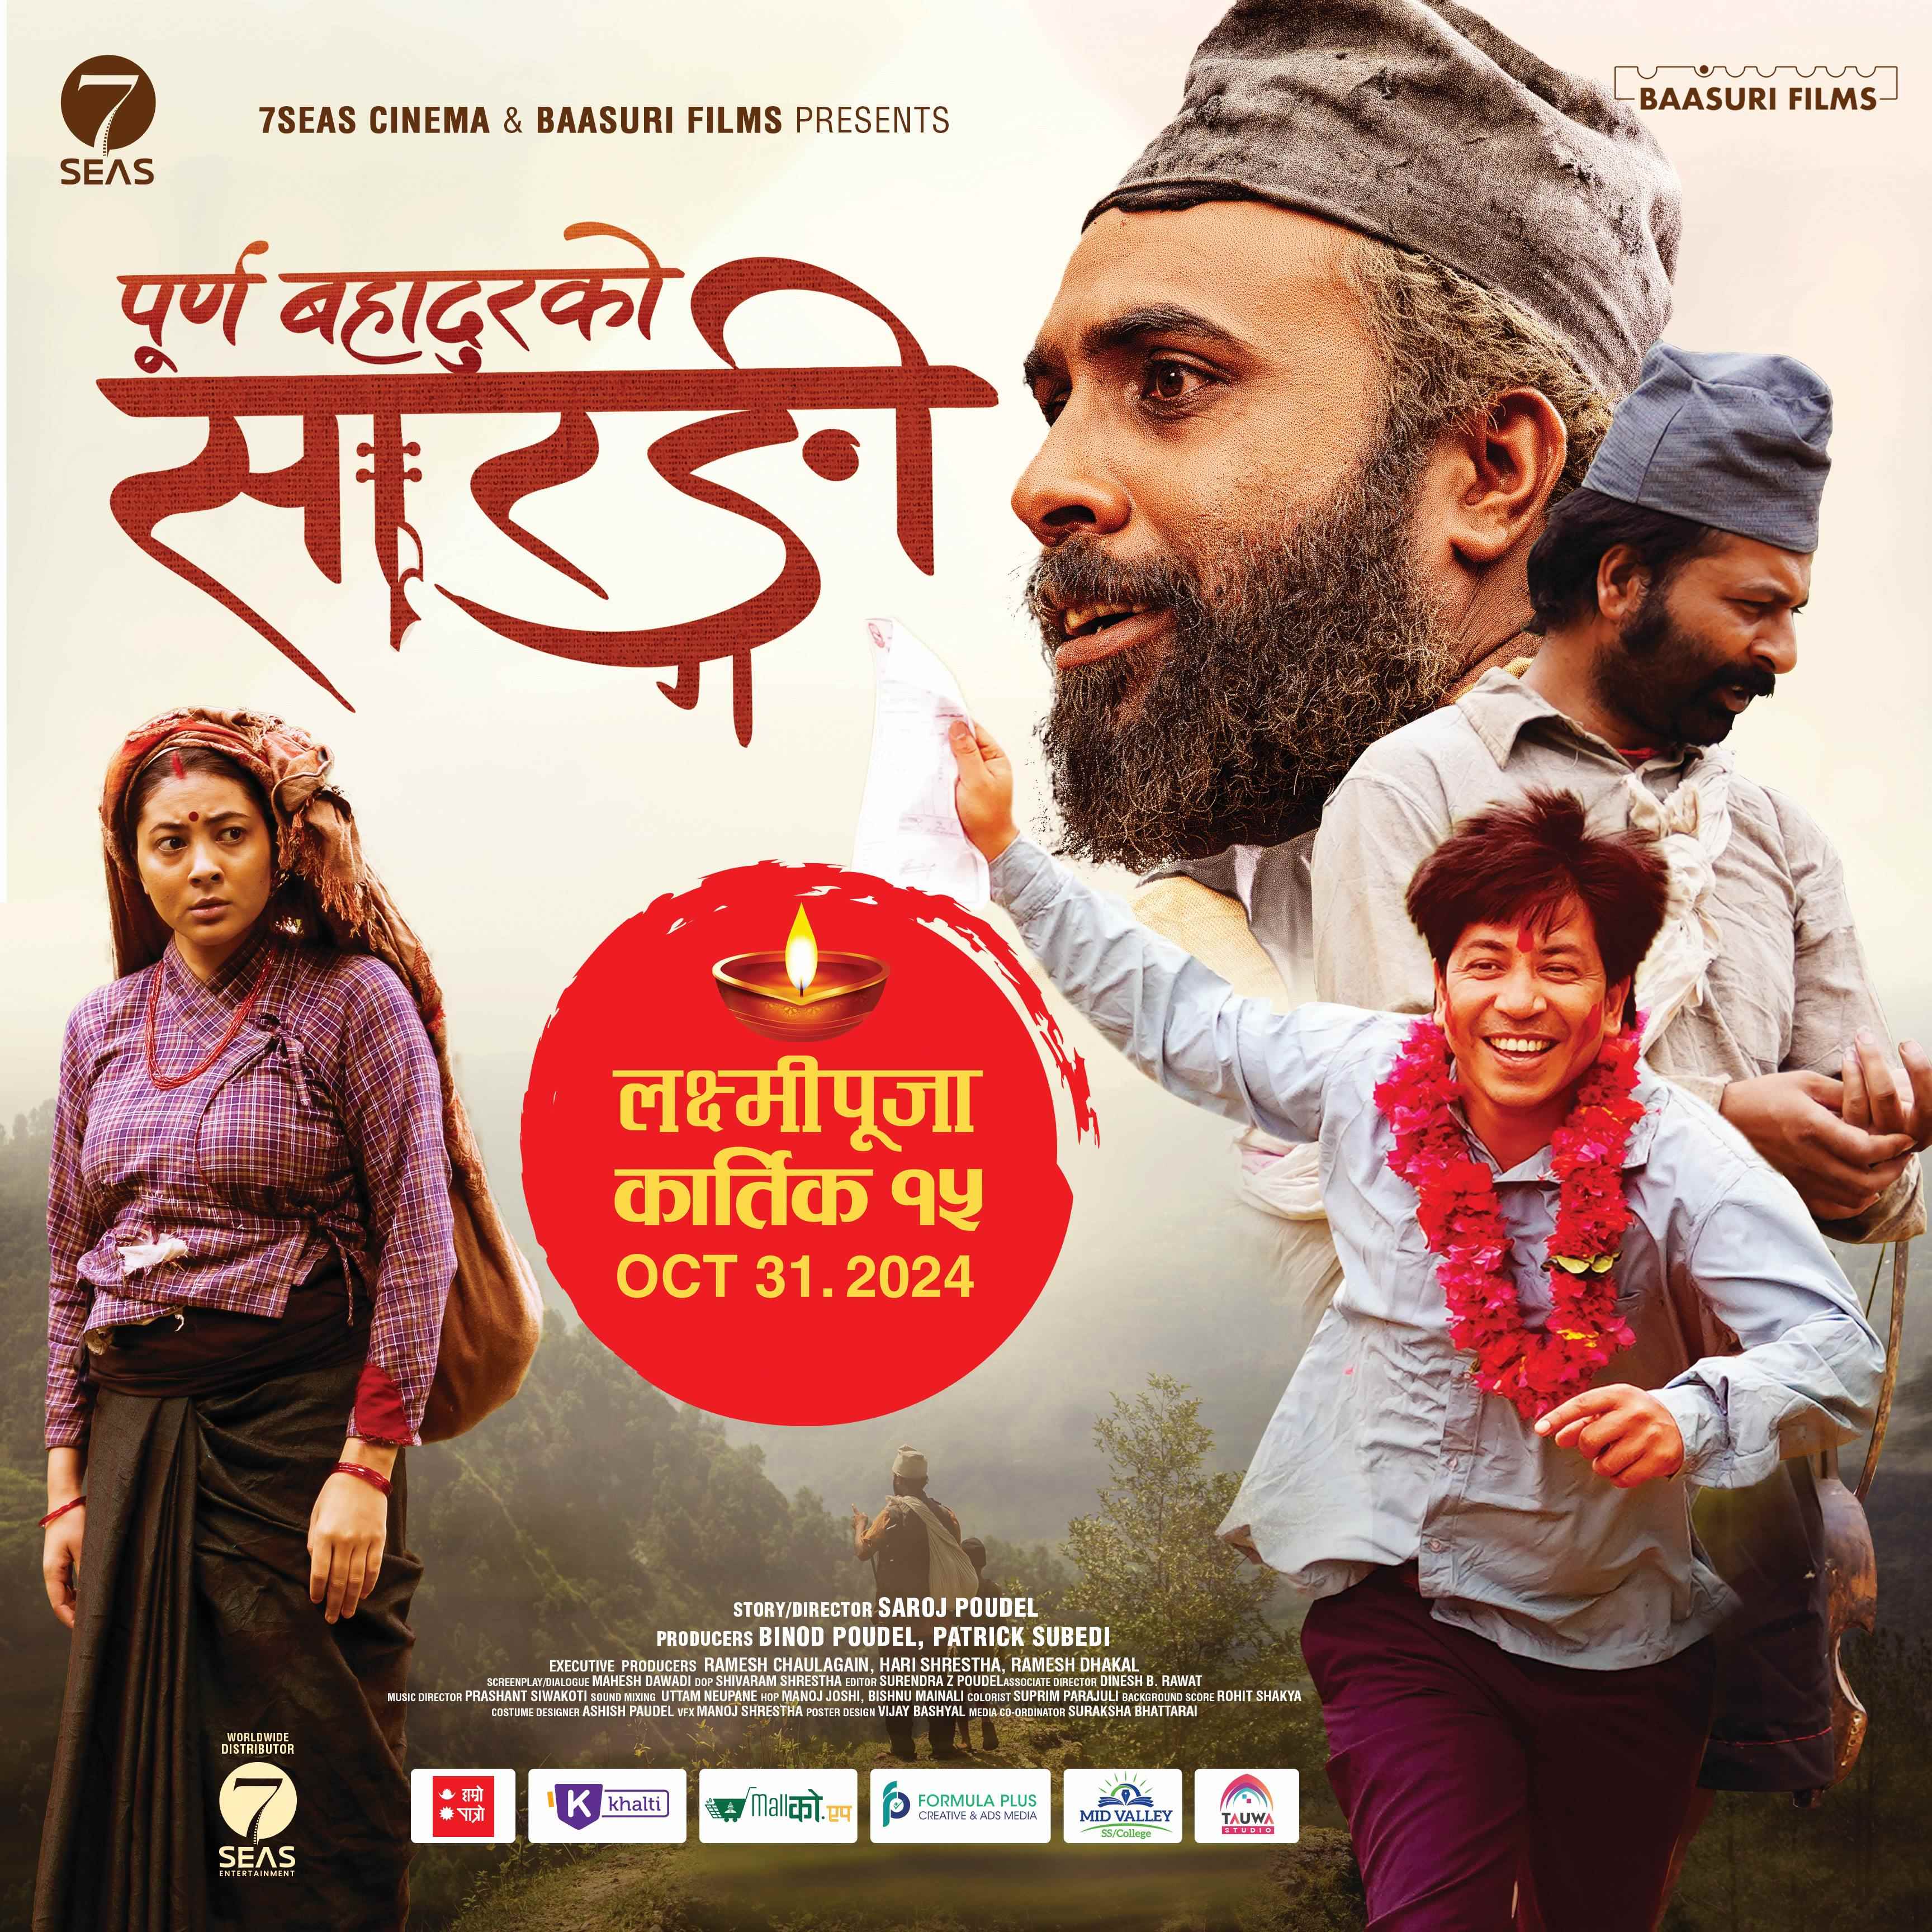 7
SEAS
7SEAS CINEMA & BAASURI FILMS PRESENTS
BAASURI FILMS
पूर्ण बहादुरको
सारङ्गी
लक्ष्मीपूजा
कार्तिक १५
OCT 31. 2024
STORY/DIRECTOR SAROJ POUDEL
PRODUCERS BINOD POUDEL, PATRICK SUBEDI
EXECUTIVE PRODUCERS RAMESH CHAULAGAIN, HARI SHRESTHA, RAMESH DHAKAL
SCREENPLAY/DIALOGUE MAHESH DAWADI DOP SHIVARAM SHRESTHA EDITOR SURENDRA Z POUDELASSOCIATE DIRECTOR DINESH B. RAWAT
MUSIC DIRECTOR PRASHANT SIWAKOTI SOUND MIXING UTTAM NEUPANE HOP MANOJ JOSHI, BISHNU MAINALI COLORIST SUPRIM PARAJULI BACKGROUND SCORE ROHIT SHAKYA
COSTUME DESIGNER ASHISH PAUDEL VFX MANOJ SHRESTHA POSTER DESIGN VIJAY BASHYAL MEDIA CO-ORDINATOR SURAKSHA BHATTARAI
WORLDWIDE
DISTRIBUTOR
7
SEAS
ENTERTAINMENT
हाम्रो
पात्रो
K khalti
Mallको.एप
FORMULA PLUS
CREATIVE & ADS MEDIA
MID VALLEY
SS/College
TAUWA
STUDIO